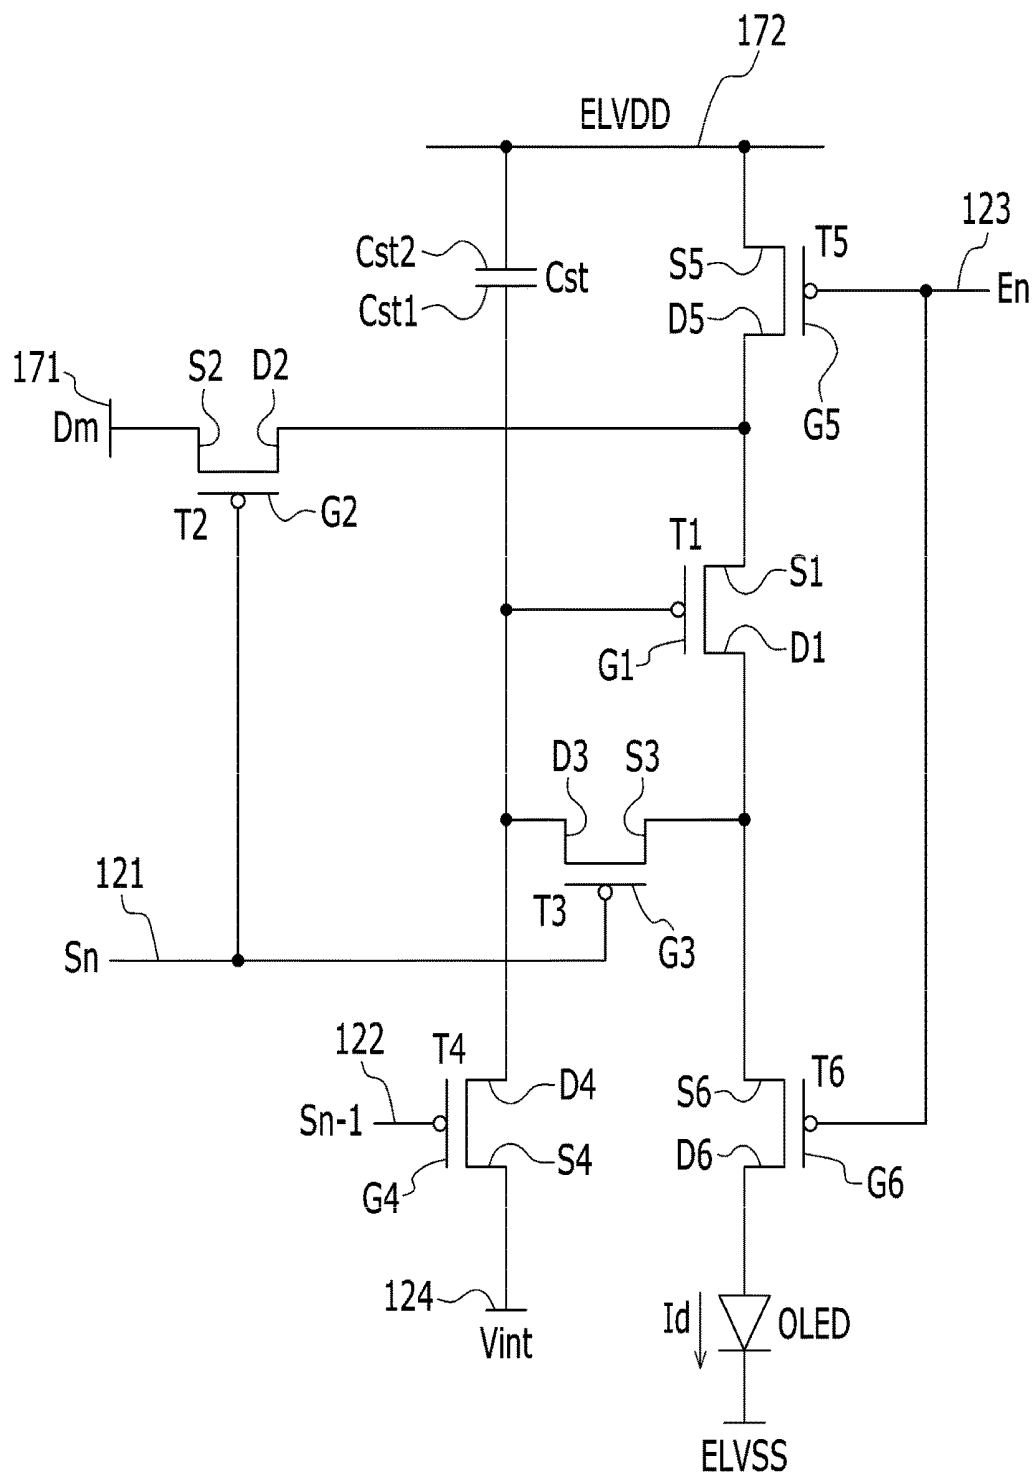 172
ELVDD
123
Cst2
Cst
S5
T5
En
Cst1
D5
171
S2
D2
Dm
G5
T2
G2
T1
S1
G1
D1
D3
S3
121
T3
G3
Sn
122
T4
D4
S6
T6
Sn-1
S4
D6
G4
G6
124
Vint
Id
OLED
ELVSS